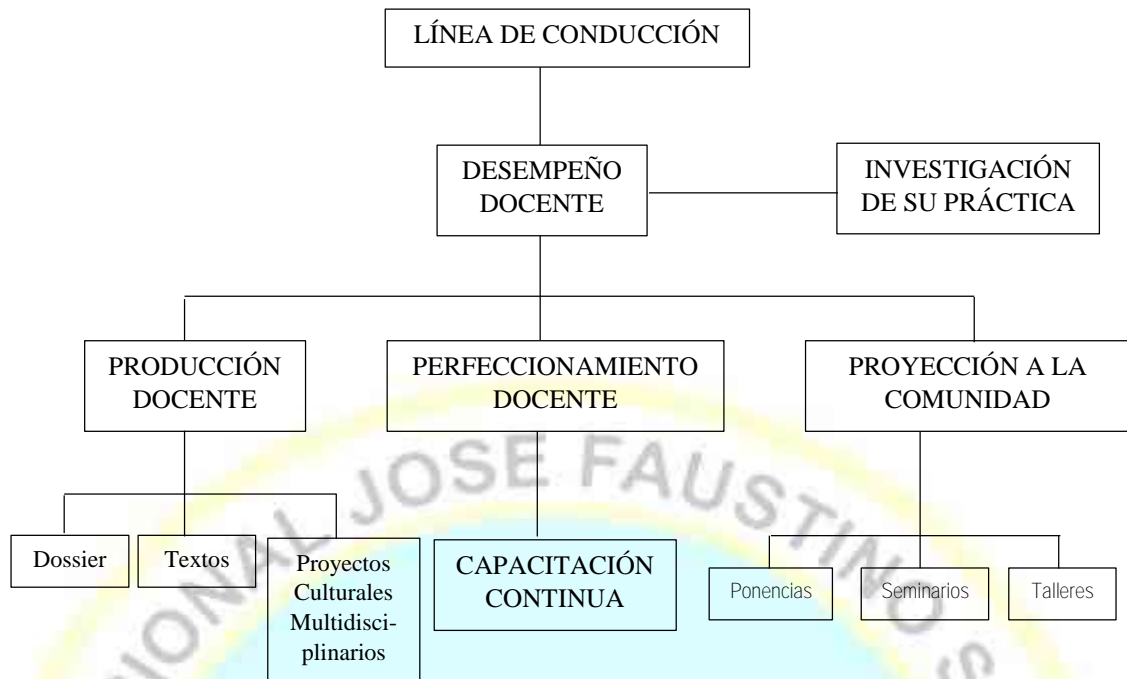 LÍNEA DE CONDUCCIÓN
DESEMPEÑO
DOCENTE
INVESTIGACIÓN
DE SU PRÁCTICA
PRODUCCIÓN
DOCENTE
PERFECCIONAMIENTO
DOCENTE
PROYECCIÓN A LA
COMUNIDAD
Dossier
Textos
Proyectos
Culturales
Multidisci-
plinarios
CAPACITACIÓN
CONTINUA
Ponencias
Seminarios
Talleres
IONAL JOSE FAUSTINO S